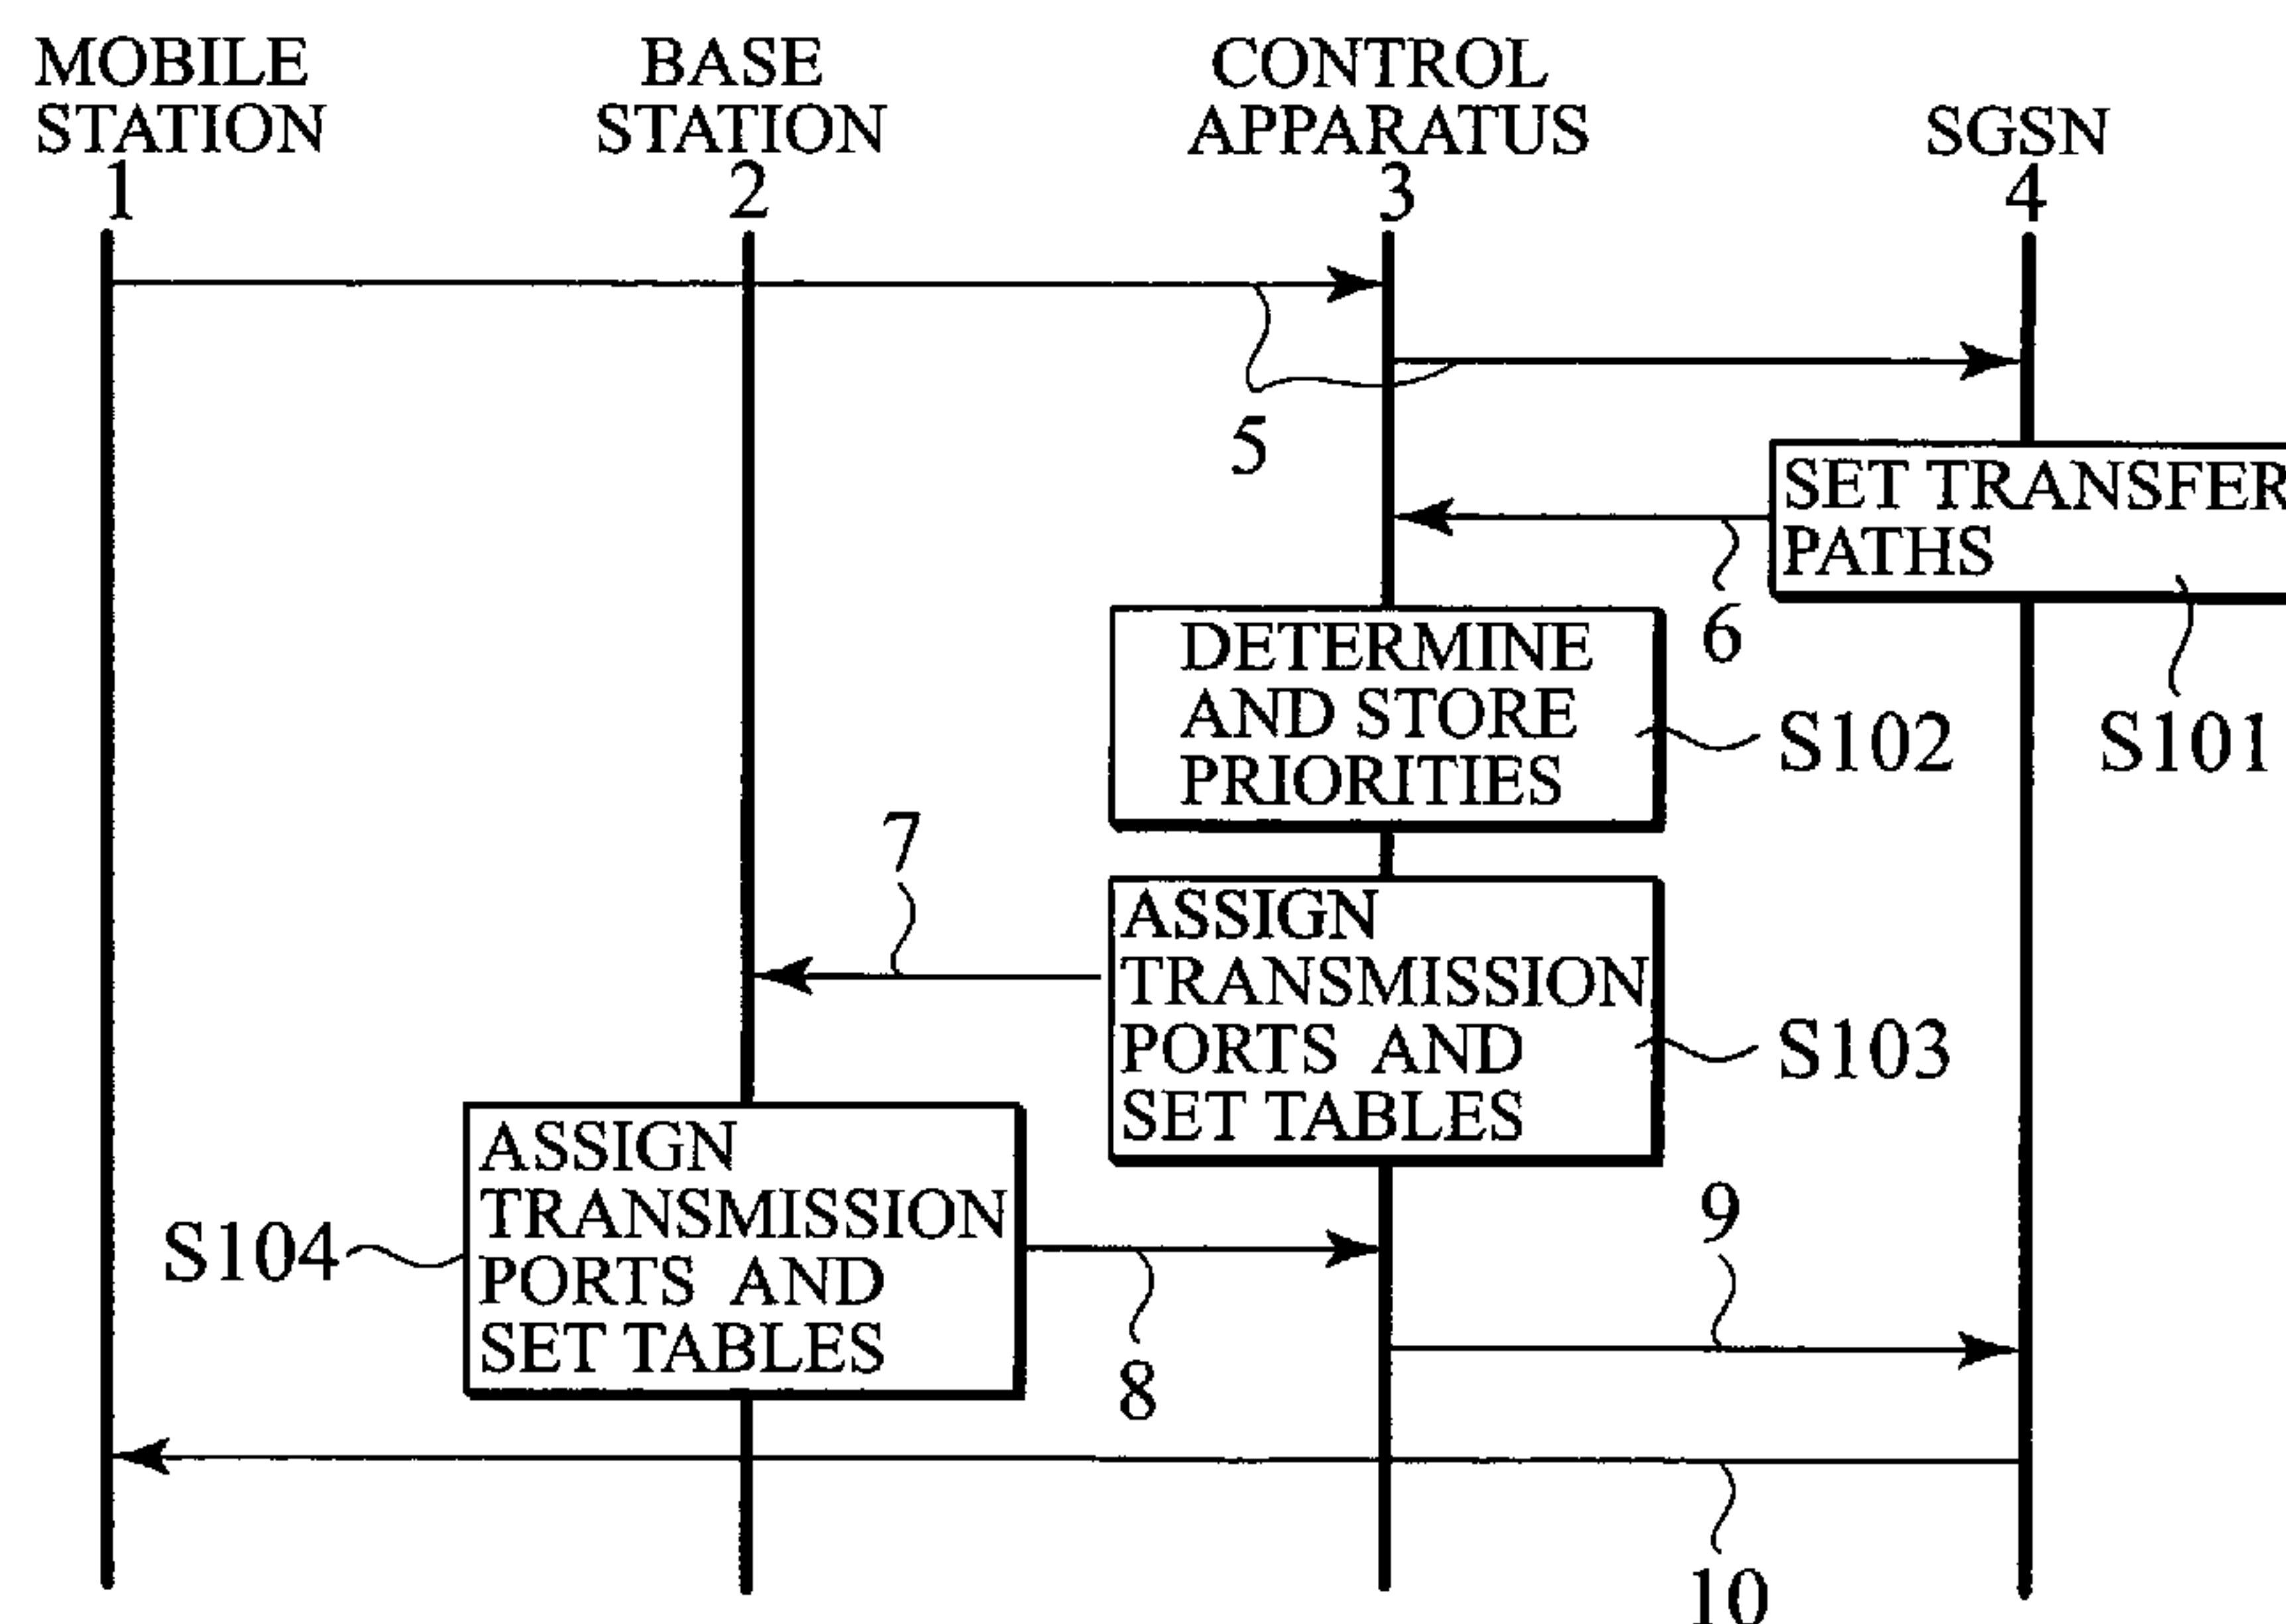 MOBILE
STATION
1
BASE
STATION
2
CONTROL
APPARATUS
3
SGSN
4
5
SET TRANSFER
PATHS
6
S101
DETERMINE
AND STORE
PRIORITIES
S102
7
ASSIGN
TRANSMISSION
PORTS AND
SET TABLES
S103
ASSIGN
TRANSMISSION
PORTS AND
SET TABLES
S104
8
9
10